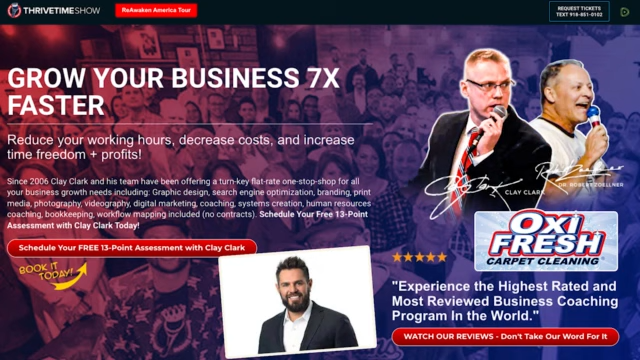 THRIVETIMESHOW
ReAwaken America Tour
REQUEST TICKETS
TEXT 918-851-0102
GROW YOUR BUSINESS 7X
FASTER
Reduce your working hours, decrease costs, and increase
time freedom + profits!
Since 2006 Clay Clark and his team have been offering a turn-key flat-rate one-stop-shop for all
your business growth needs including: Graphic design, search engine optimization, branding, print
media, photography, videography, digital marketing, coaching, systems creation, human resources
coaching, bookkeeping, workflow mapping included (no contracts). Schedule Your Free 13-Point
Assessment with Clay Clark Today!
Schedule Your FREE 13-Point Assessment with Clay Clark
BOOK IT
TODAY!
Clay Clark
CLAY CLARK
DR. ROBERT ZOELLNER
OXI
FRESH
CARPET CLEANING
"Experience the Highest Rated and
Most Reviewed Business Coaching
Program In the World."
WATCH OUR REVIEWS - Don't Take Our Word For It